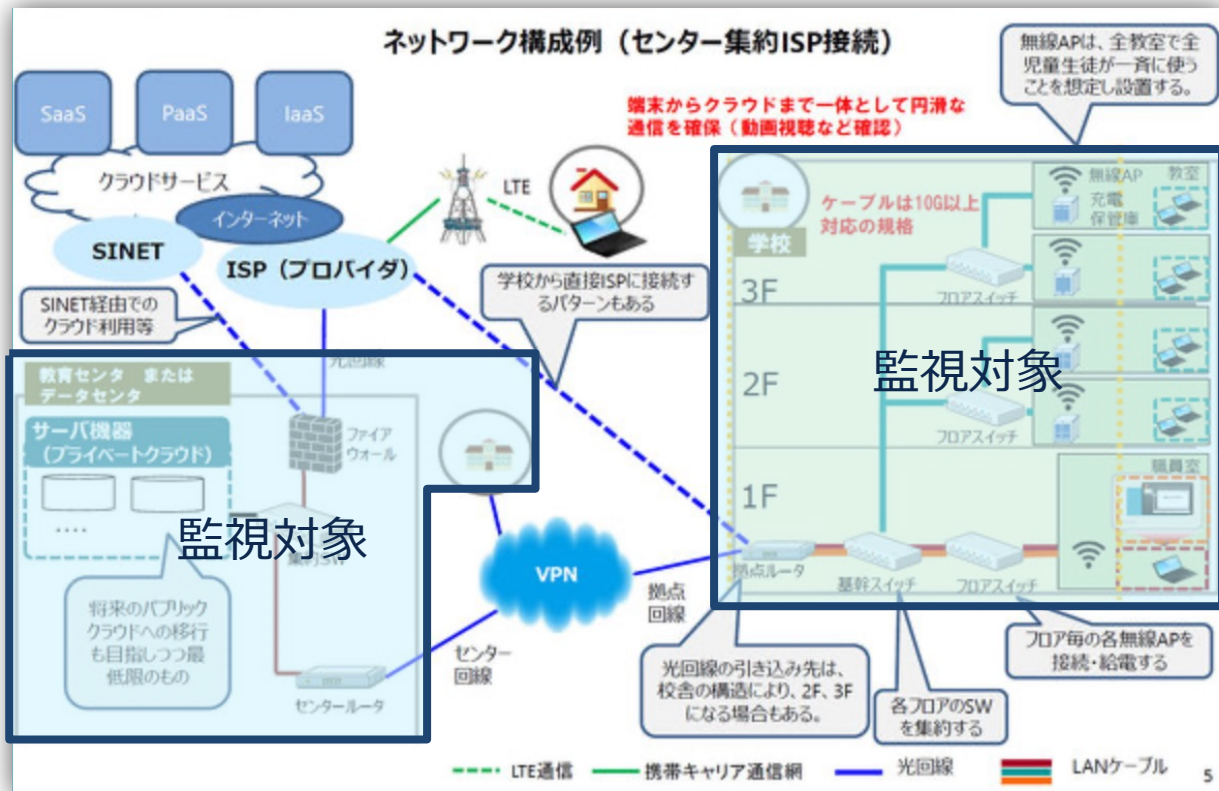 ネットワーク構成例（センター集約ISP接続）
無線APは、全教室で全
児童生徒が一斉に使う
ことを想定し設置する。
SaaS
PaaS
IaaS
クラウドサービス
インターネット
SINET
ISP（プロバイダ）
LTE
端末からクラウドまで一体として円滑な
通信を確保（動画視聴など確認）
SINET経由での
クラウド利用等
学校から直接ISPに接続す
るパターンもある
光回線
教育センタ または
データセンタ
サーバ機器
（プライベートクラウド）
‥‥
ファイア
ウォール
監視対象
集約SW
将来のパブリック
クラウドへの移行
も目指しつつ最
低限のもの
センタールータ
センター
回線
VPN
拠点
回線
学校
ケーブルは10G以上
対応の規格
無線AP
教室
充電
保管庫
3F
フロアスイッチ
2F
監視対象
フロアスイッチ
1F
職員室
拠点ルータ
基幹スイッチ
フロアスイッチ
光回線の引き込み先は、
校舎の構造により、2F、3F
になる場合もある。
各フロアのSW
を集約する
フロア毎の各無線APを
接続・給電する
LTE通信
携帯キャリア通信網
光回線
LANケーブル
5